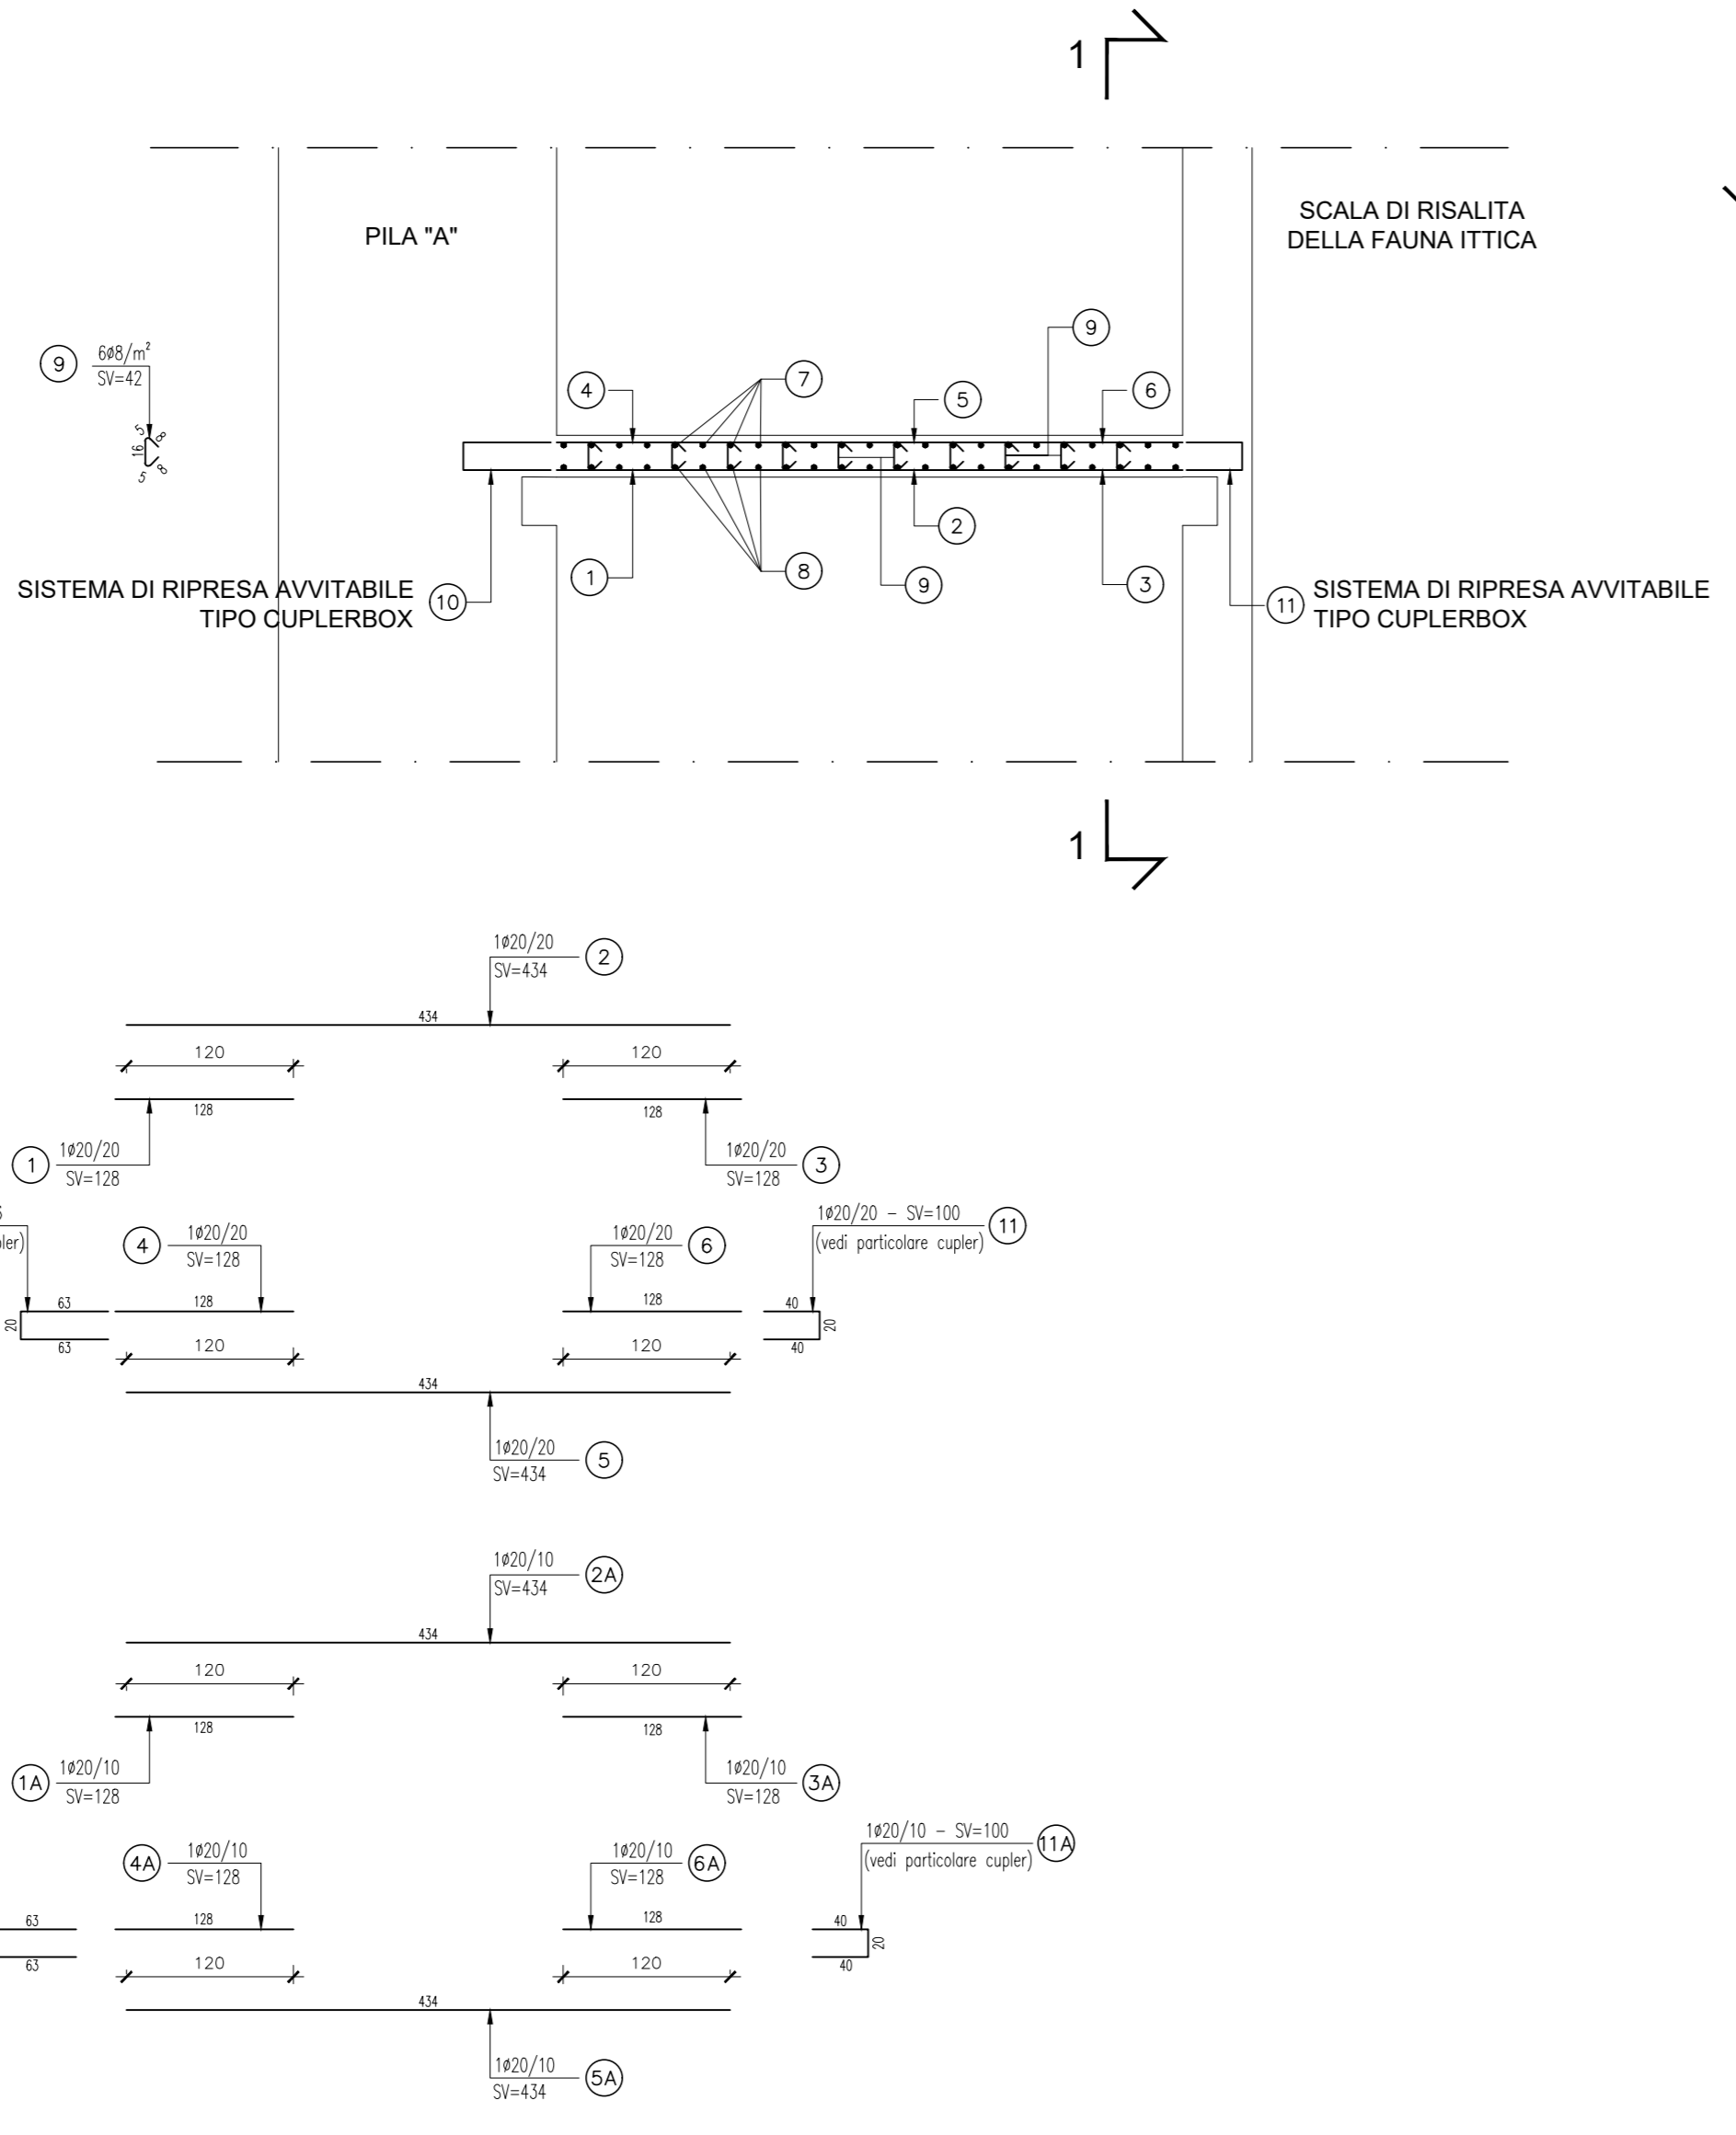 1
PILA "A"
SCALA DI RISALITA
DELLA FAUNA ITTICA
9
6ø8/m²
SV=42
5
8
16
8
5
9
4
7
5
6
1
8
2
9
3
SISTEMA DI RIPRESA AVVITABILE
TIPO CUPLERBOX
10
11
SISTEMA DI RIPRESA AVVITABILE
TIPO CUPLERBOX
1
1ø20/20
SV=434
2
434
120
120
128
128
1
1ø20/20
SV=128
1ø20/20
SV=128
3
4
1ø20/20
SV=128
1ø20/20
SV=128
6
1ø20/20 - SV=100
(vedi particolare cupler)
11
63
20
63
128
128
40
20
40
120
120
434
1ø20/20
SV=434
5
1ø20/10
SV=434
2A
434
120
120
128
128
1A
1ø20/10
SV=128
1ø20/10
SV=128
3A
4A
1ø20/10
SV=128
1ø20/10
SV=128
6A
1ø20/10 - SV=100
(vedi particolare cupler)
11A
63
63
128
128
40
20
40
120
120
434
1ø20/10
SV=434
5A